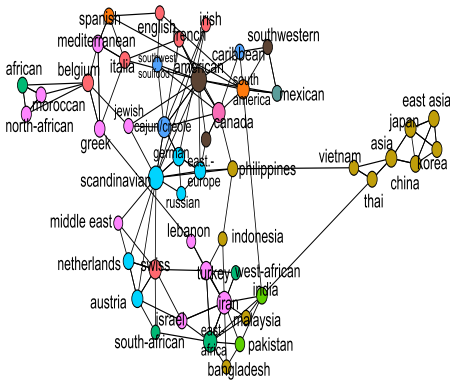 spanish
english
irish
mediterranean
french
southwestern
caribbean
belgium
italia
southwest/
american
african
south
america
mexican
moroccan
jewish
canada
north-african
cajun/creole
greek
east asia
japan
asia
korea
china
vietnam
thai
german
east.-
europe
philippines
scandinavian
russian
middle east
lebanon
indonesia
netherlands
swiss
turkey
west-african
india
austria
iran
israel
malaysia
south-african
east-
africa
pakistan
bangladesh